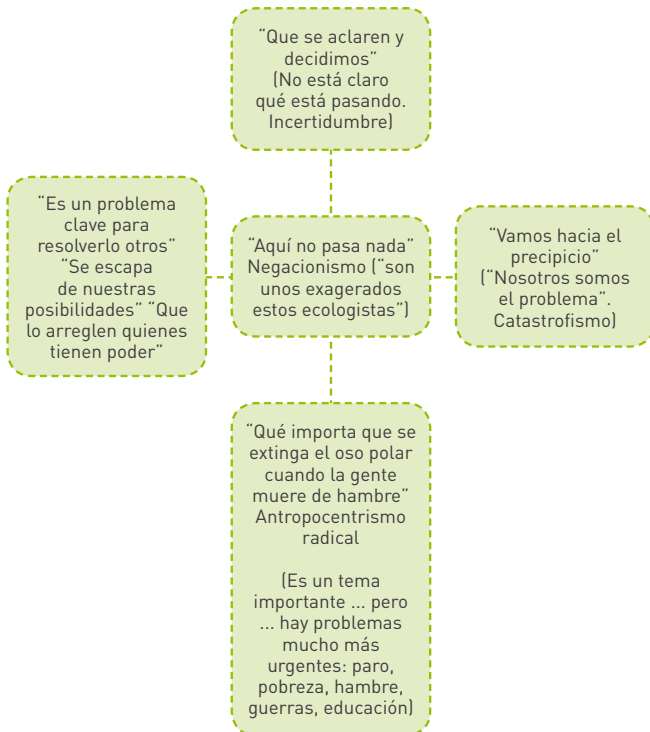 “Que se aclaren y
decidimos”
(No está claro
qué está pasando.
Incertidumbre)
“Es un problema
clave para
resolverlo otros”
“Se escapa
de nuestras
posibilidades” “Que
lo arreglen quienes
tienen poder”
“Aquí no pasa nada”
Negacionismo (“son
unos exagerados
estos ecologistas”)
“Vamos hacia el
precipicio”
(“Nosotros somos
el problema”.
Catastrofismo)
“Qué importa que se
extinga el oso polar
cuando la gente
muere de hambre”
Antropocentrismo
radical
(Es un tema
importante ... pero
... hay problemas
mucho más
urgentes: paro,
pobreza, hambre,
guerras, educación)